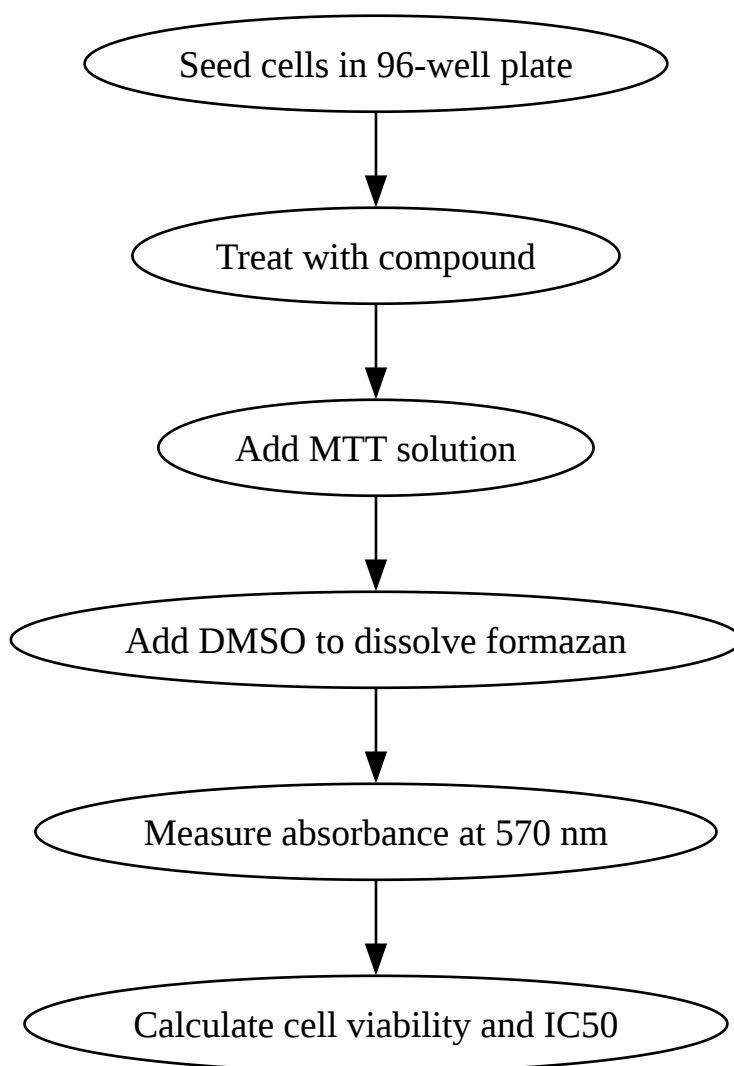 Seed cells in 96-well plate
Treat with compound
Add MTT solution
Add DMSO to dissolve formazan
Measure absorbance at 570 nm
Calculate cell viability and IC50